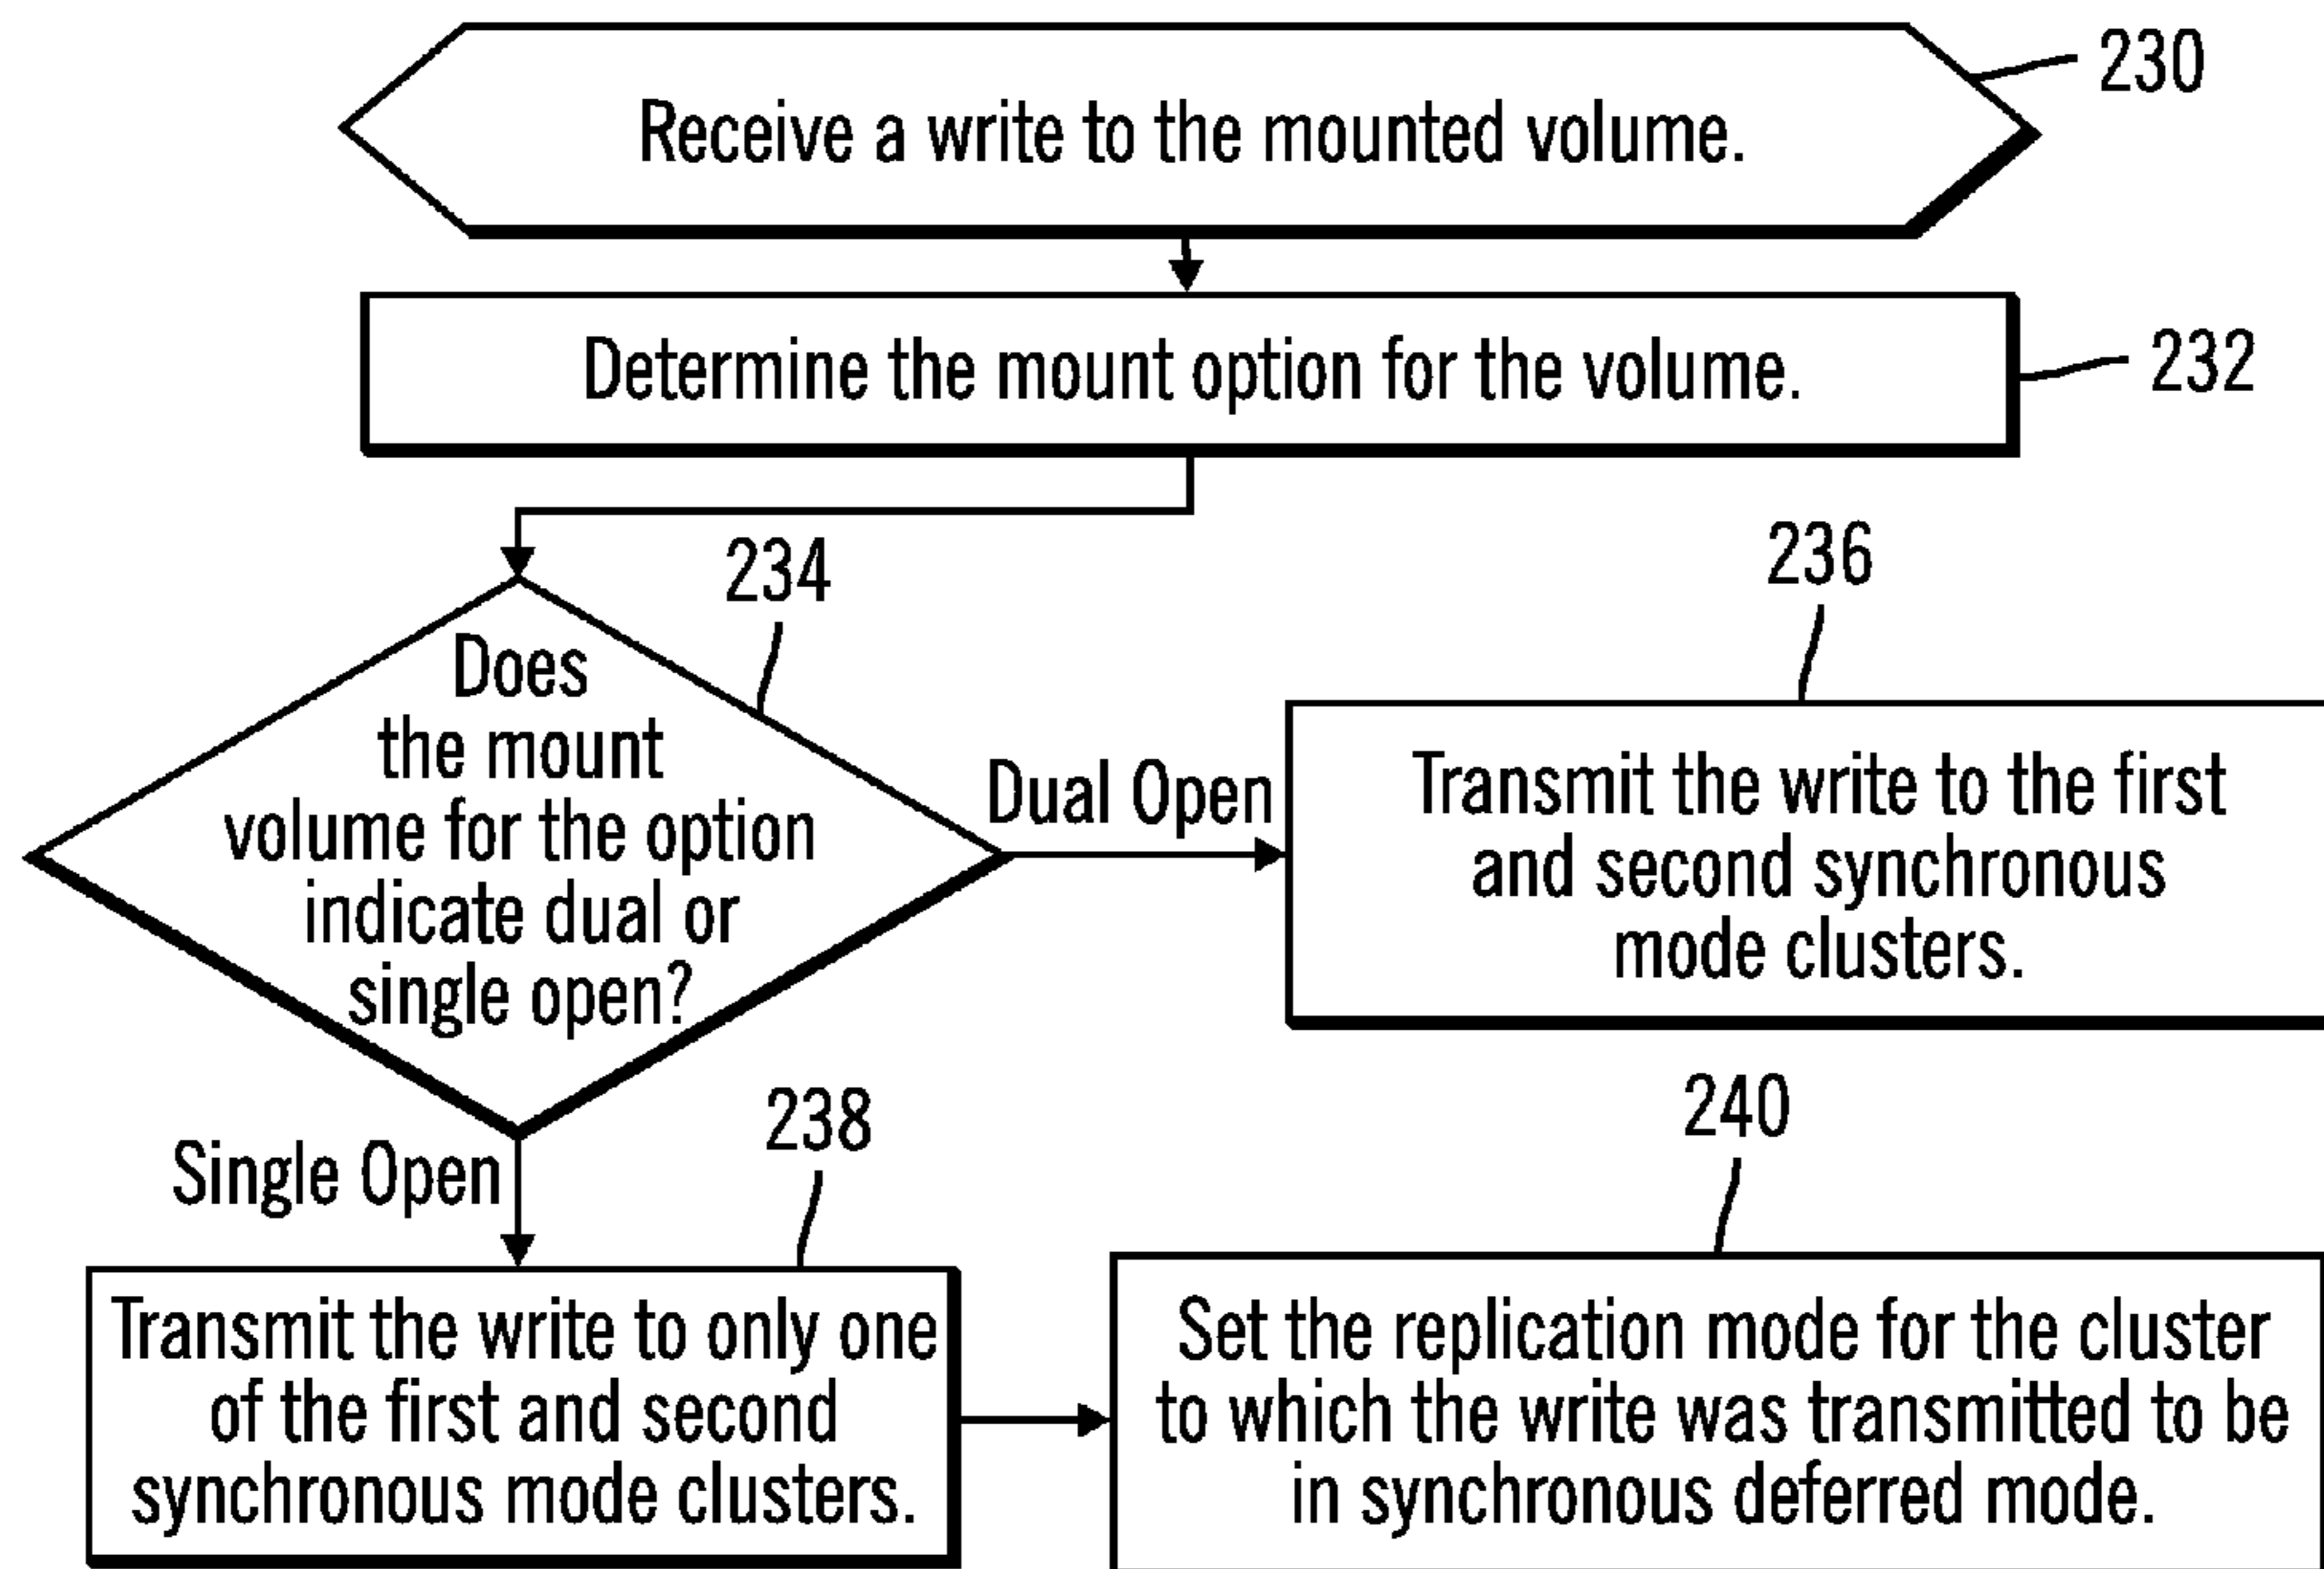 230
Receive a write to the mounted volume.
Determine the mount option for the volume.
232
234
Does
the mount
volume for the option
indicate dual or
single open?
Dual Open
236
Transmit the write to the first
and second synchronous
mode clusters.
Single Open
238
Transmit the write to only one
of the first and second
synchronous mode clusters.
240
Set the replication mode for the cluster
to which the write was transmitted to be
in synchronous deferred mode.